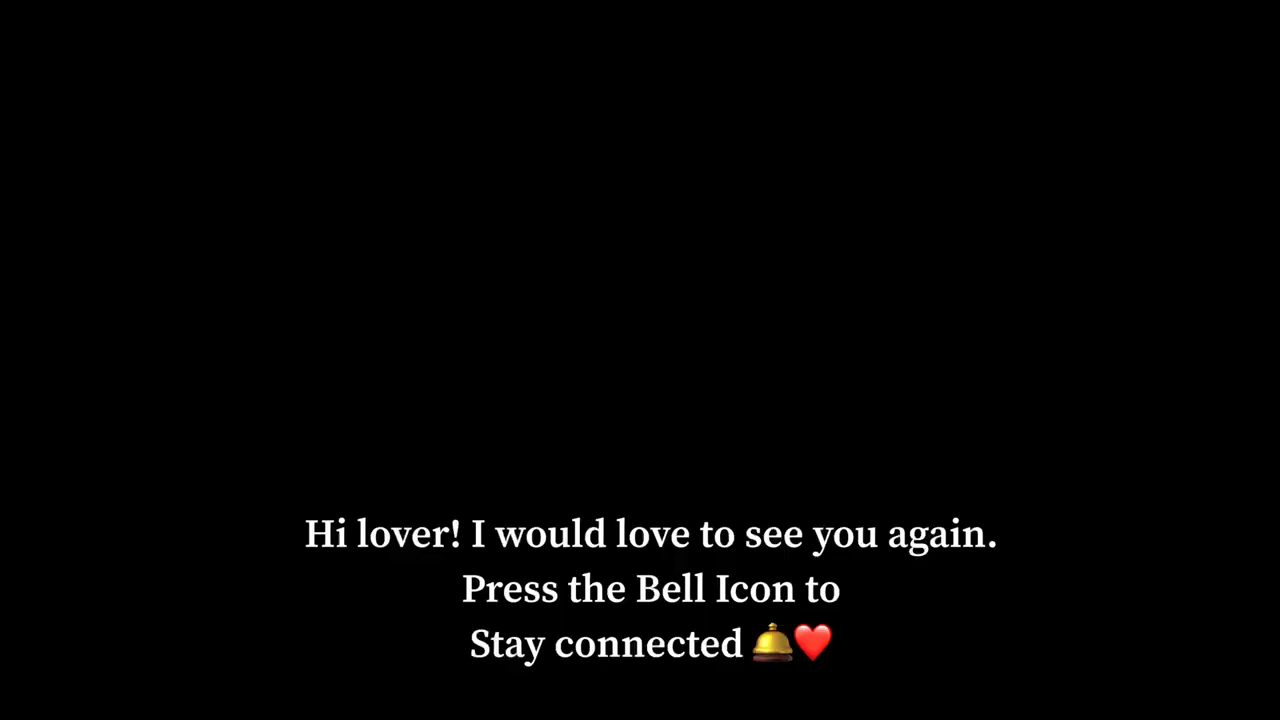 Hi lover! I would love to see you again.
Press the Bell Icon to
Stay connected 🛎️❤️